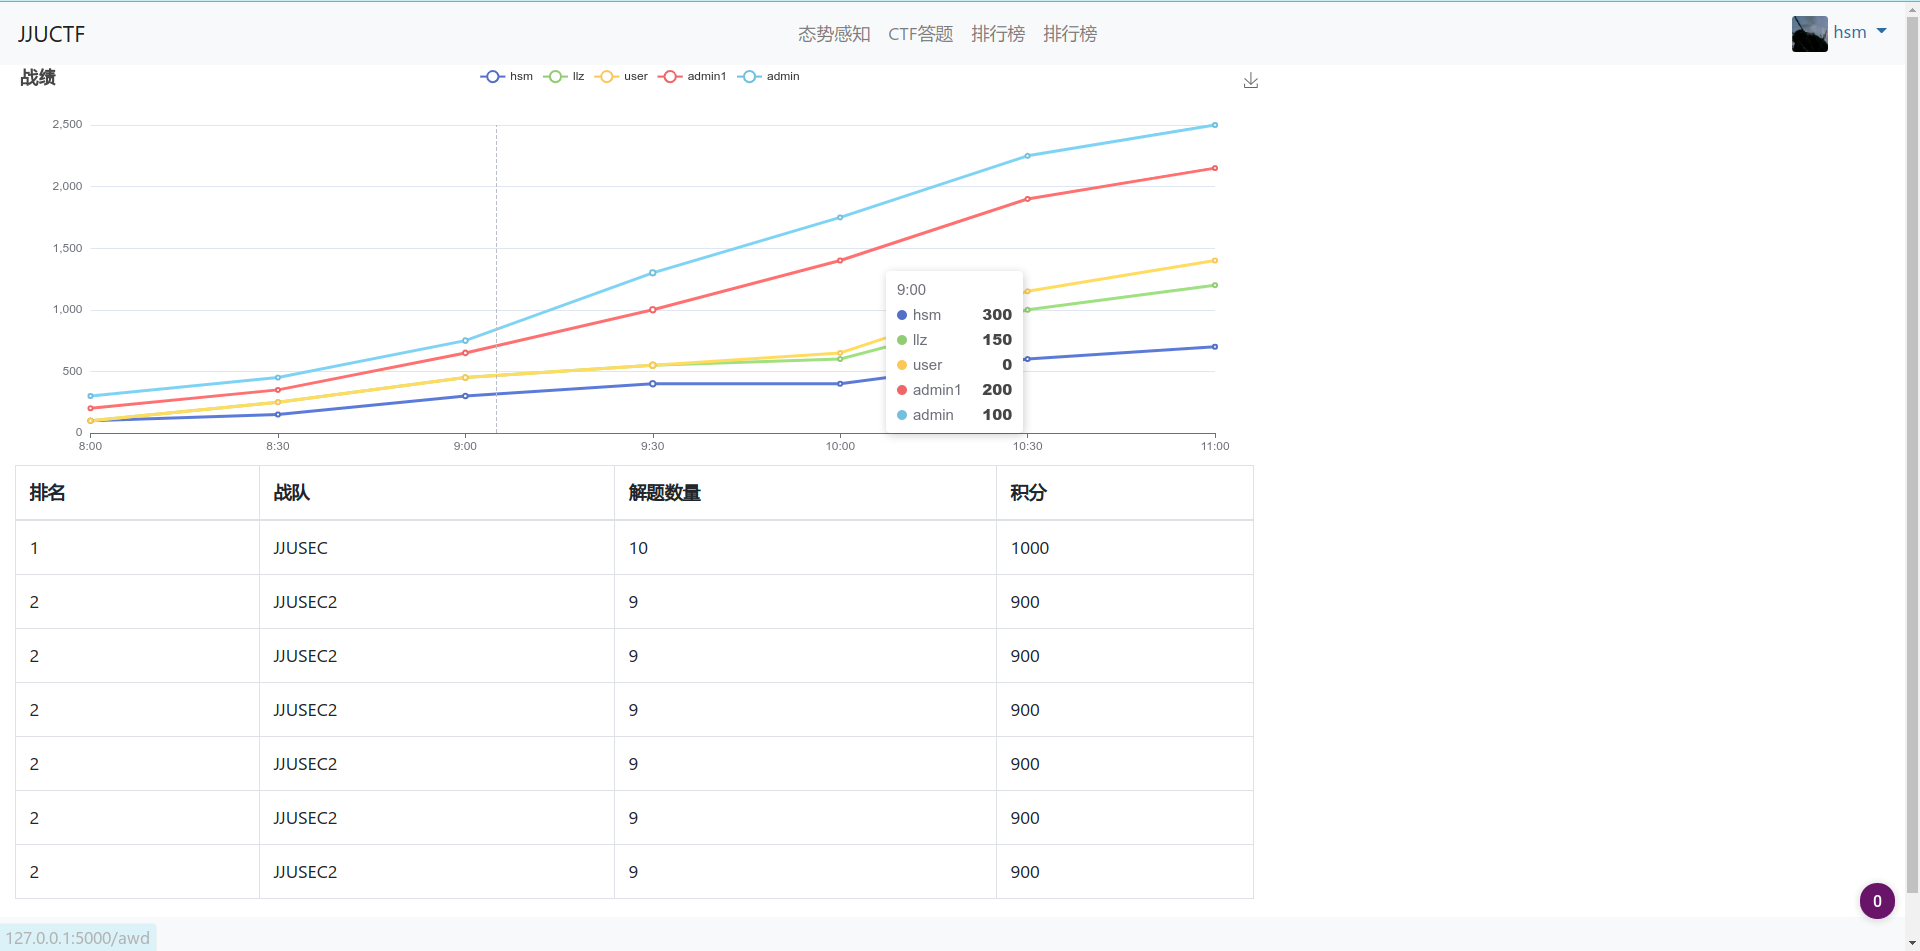 JJUCTF 态势感知 CTF答题 排行榜 排行榜 hsm
战绩 hsm llz user admin1 admin
2,500
2,000
1,500
1,000
500
0
8:00 8:30 9:00 9:30 10:00 10:30 11:00
9:00
hsm 300
llz 150
user 0
admin1 200
admin 100
排名 战队 解题数量 积分
1 JJUSEC 10 1000
2 JJUSEC2 9 900
2 JJUSEC2 9 900
2 JJUSEC2 9 900
2 JJUSEC2 9 900
2 JJUSEC2 9 900
2 JJUSEC2 9 900
0
127.0.0.1:5000/awd